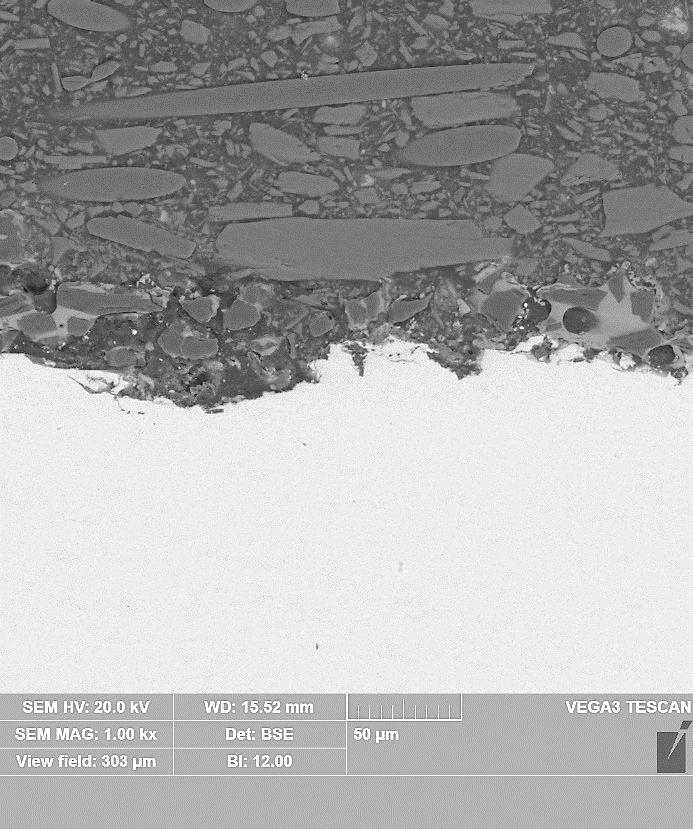 SEM HV: 20.0 kV WD: 15.52 mm VEGA3 TESCAN
SEM MAG: 1.00 kx Det: BSE 50 µm
View field: 303 µm BI: 12.00